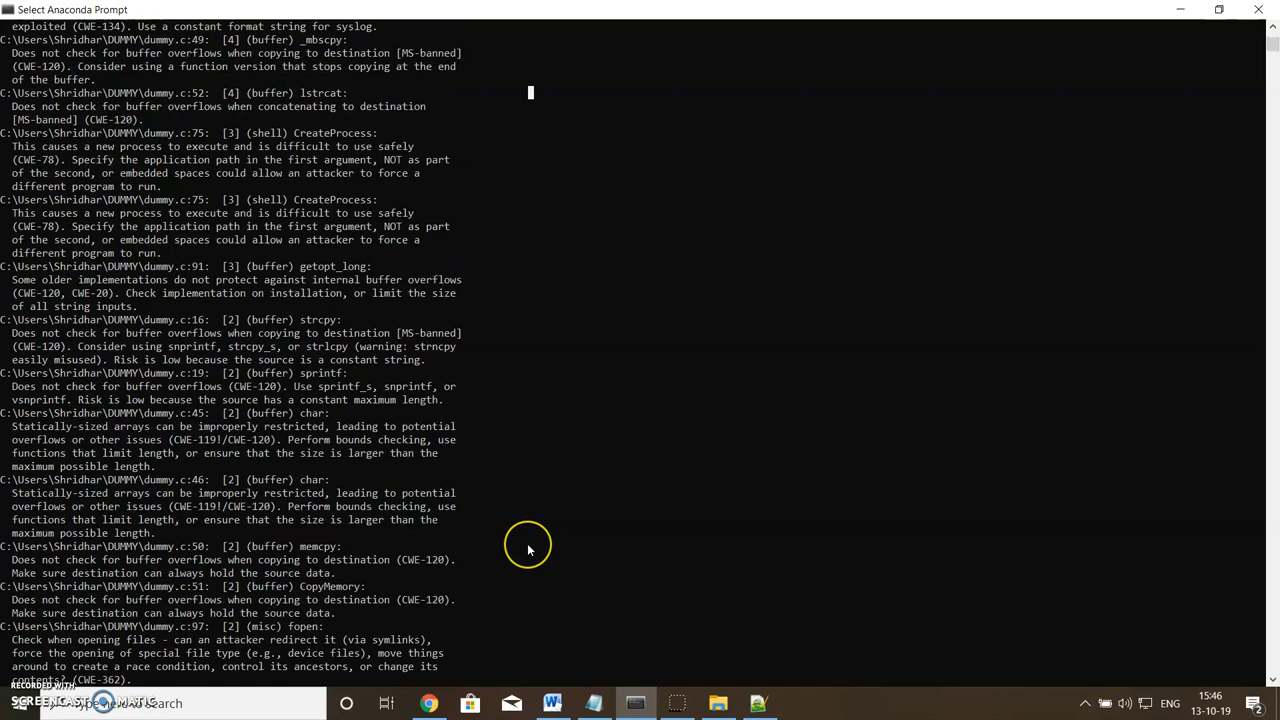 Select Anaconda Prompt
exploited (CWE-134). Use a constant format string for syslog.
C:\Users\Shridhar\DUMMY\dummy.c:49:  [4] (buffer) _mbscpy:
Does not check for buffer overflows when copying to destination [MS-banned]
(CWE-120). Consider using a function version that stops copying at the end
of the buffer.
C:\Users\Shridhar\DUMMY\dummy.c:52:  [4] (buffer) lstrcat:
Does not check for buffer overflows when concatenating to destination
[MS-banned] (CWE-120).
C:\Users\Shridhar\DUMMY\dummy.c:75:  [3] (shell) CreateProcess:
This causes a new process to execute and is difficult to use safely
(CWE-78). Specify the application path in the first argument, NOT as part
of the second, or embedded spaces could allow an attacker to force a
different program to run.
C:\Users\Shridhar\DUMMY\dummy.c:75:  [3] (shell) CreateProcess:
This causes a new process to execute and is difficult to use safely
(CWE-78). Specify the application path in the first argument, NOT as part
of the second, or embedded spaces could allow an attacker to force a
different program to run.
C:\Users\Shridhar\DUMMY\dummy.c:91:  [3] (buffer) getopt_long:
Some older implementations do not protect against internal buffer overflows
(CWE-120, CWE-20). Check implementation on installation, or limit the size
of all string inputs.
C:\Users\Shridhar\DUMMY\dummy.c:16:  [2] (buffer) strcpy:
Does not check for buffer overflows when copying to destination [MS-banned]
(CWE-120). Consider using snprintf, strcpy_s, or strlcpy (warning: strncpy
easily misused). Risk is low because the source is a constant string.
C:\Users\Shridhar\DUMMY\dummy.c:19:  [2] (buffer) sprintf:
Does not check for buffer overflows (CWE-120). Use sprintf_s, snprintf, or
vsnprintf. Risk is low because the source has a constant maximum length.
C:\Users\Shridhar\DUMMY\dummy.c:45:  [2] (buffer) char:
Statically-sized arrays can be improperly restricted, leading to potential
overflows or other issues (CWE-119!/CWE-120). Perform bounds checking, use
functions that limit length, or ensure that the size is larger than the
maximum possible length.
C:\Users\Shridhar\DUMMY\dummy.c:46:  [2] (buffer) char:
Statically-sized arrays can be improperly restricted, leading to potential
overflows or other issues (CWE-119!/CWE-120). Perform bounds checking, use
functions that limit length, or ensure that the size is larger than the
maximum possible length.
C:\Users\Shridhar\DUMMY\dummy.c:50:  [2] (buffer) memcpy:
Does not check for buffer overflows when copying to destination (CWE-120).
Make sure destination can always hold the source data.
C:\Users\Shridhar\DUMMY\dummy.c:51:  [2] (buffer) CopyMemory:
Does not check for buffer overflows when copying to destination (CWE-120).
Make sure destination can always hold the source data.
C:\Users\Shridhar\DUMMY\dummy.c:97:  [2] (misc) fopen:
Check when opening files - can an attacker redirect it (via symlinks),
force the opening of special file type (e.g., device files), move things
around to create a race condition, control its ancestors, or change its
contents? (CWE-362).
RECORDED WITH
SCREENCAST MATIC
here to search
ENG
15:46
13-10-19
2